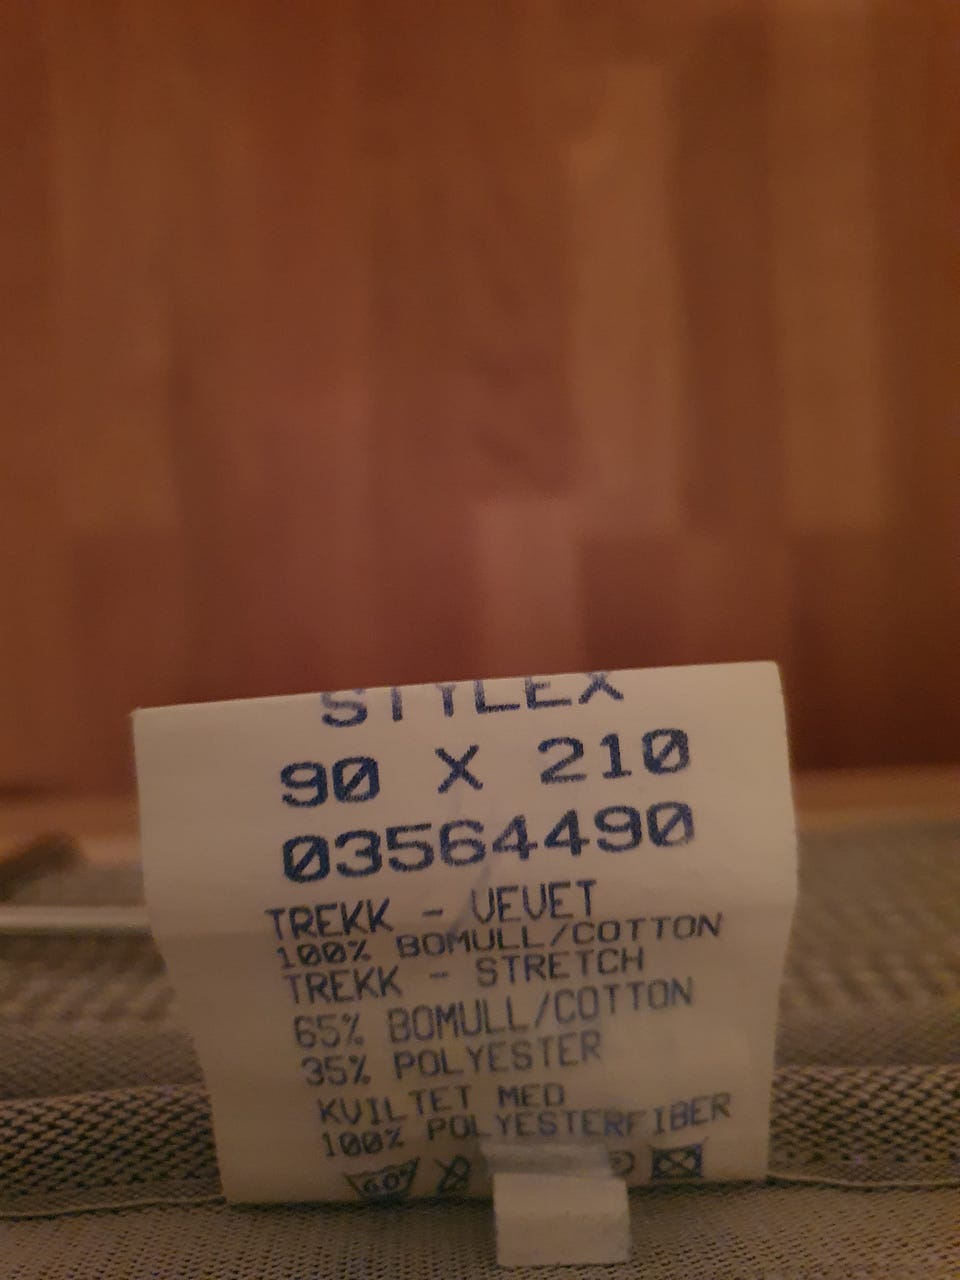 STYLEX
90 X 210
03564490
TREKK - VEVET
100% BOMULL/COTTON
TREKK - STRETCH
65% BOMULL/COTTON
35% POLYESTER
KVILTET MED
100% POLYESTERFIBER
60°